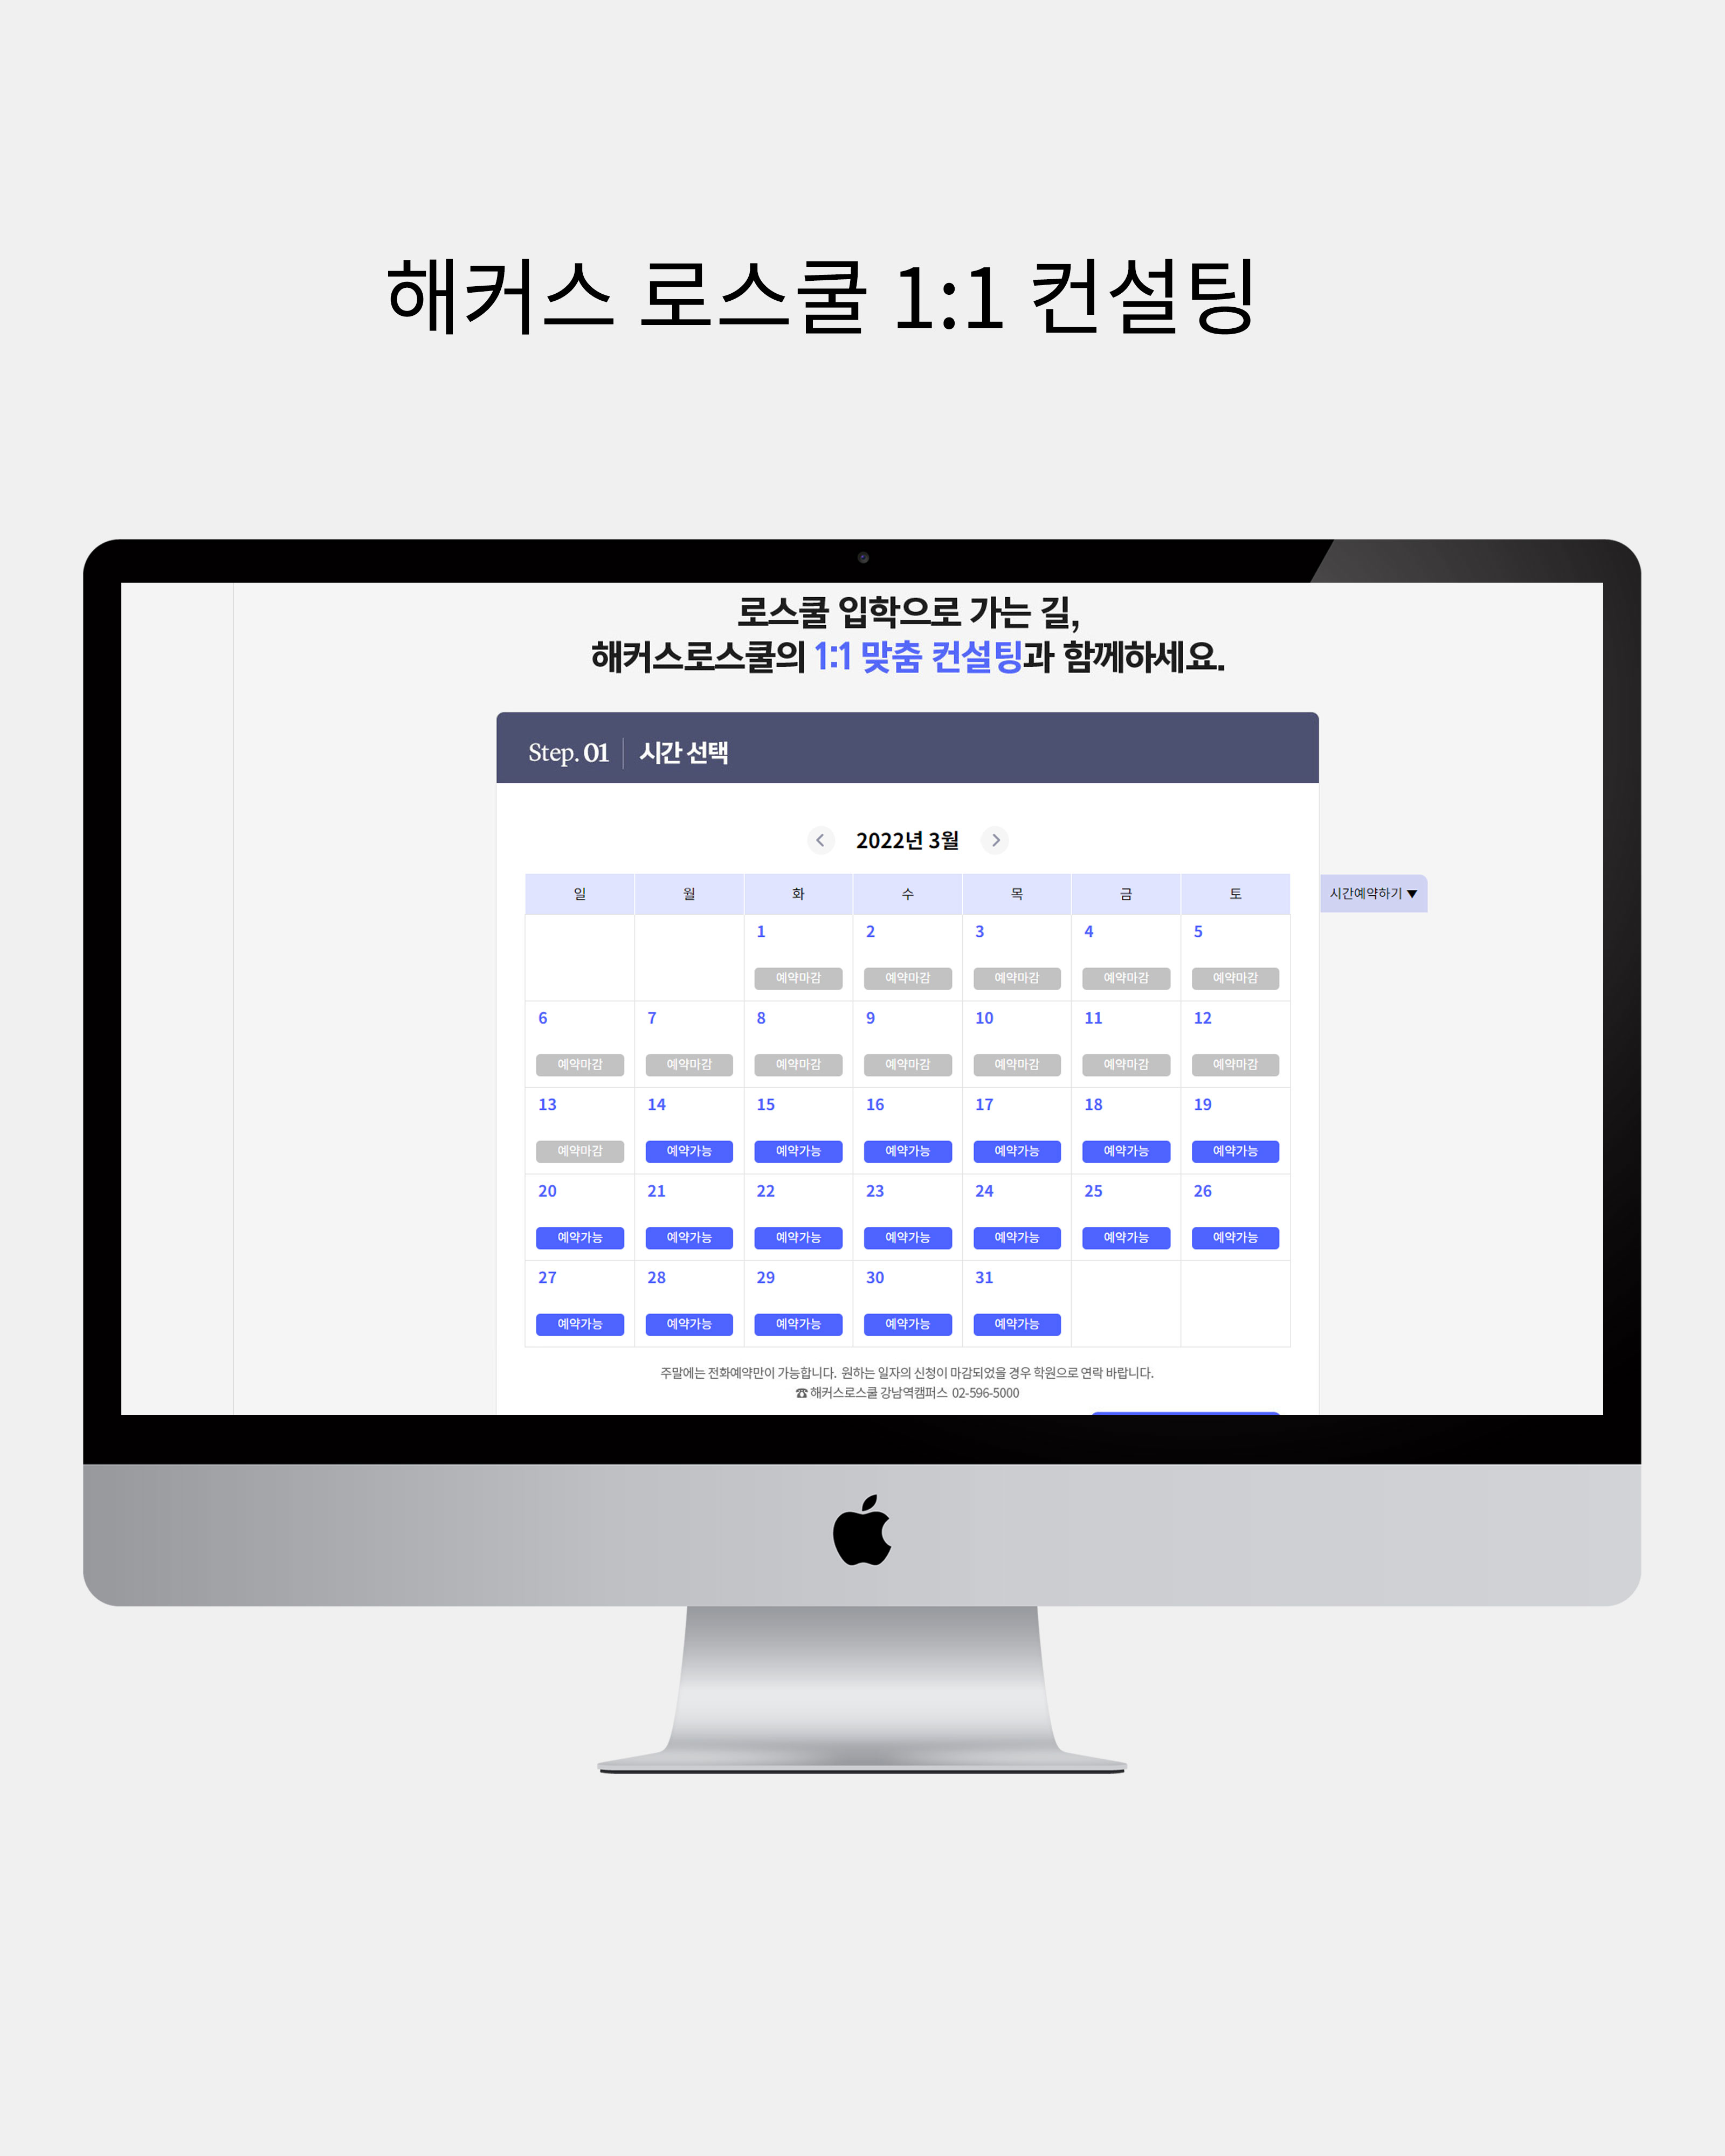 해커스 로스쿨 1:1 컨설팅
로스쿨 입학으로 가는 길,
해커스로스쿨의 1:1 맞춤 컨설팅과 함께하세요.
Step. 01 시간 선택
2022년 3월
일 월 화 수 목 금 토
시간예약하기 ▼
1 2 3 4 5
예약마감 예약마감 예약마감 예약마감 예약마감
6 7 8 9 10 11 12
예약마감 예약마감 예약마감 예약마감 예약마감 예약마감 예약마감
13 14 15 16 17 18 19
예약마감 예약가능 예약가능 예약가능 예약가능 예약가능 예약가능
20 21 22 23 24 25 26
예약가능 예약가능 예약가능 예약가능 예약가능 예약가능 예약가능
27 28 29 30 31
예약가능 예약가능 예약가능 예약가능 예약가능
주말에는 전화예약만이 가능합니다. 원하는 일자의 신청이 마감되었을 경우 학원으로 연락 바랍니다.
☎ 해커스로스쿨 강남역캠퍼스 02-596-5000